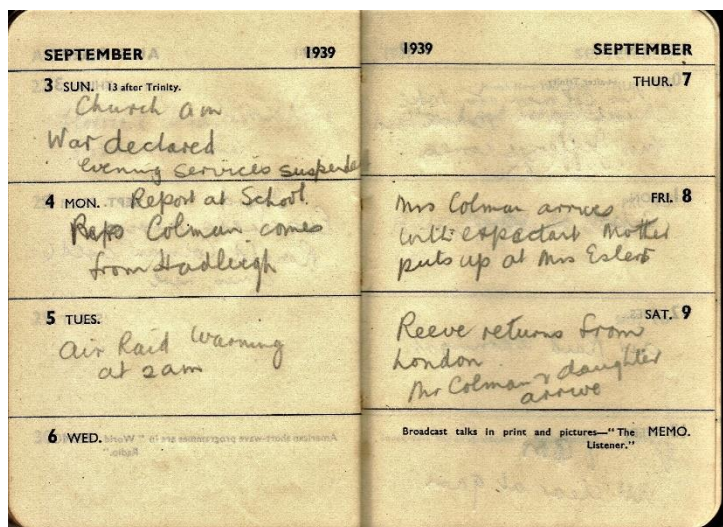 SEPTEMBER 1939
3 SUN. 13 after Trinity.
Church am
War declared
evening services suspended
4 MON. Report at School.
Colman comes
from Hadleigh
5 TUES.
Air Raid Warning
at 2am
6 WED.
1939 SEPTEMBER
THUR. 7
FRI. 8
Mrs Colman arrives
with expectant Mother
puts up at Mrs
SAT. 9
Reeve returns from
London
Mr Colman & daughter
arrive
Broadcast talks in print and pictures—"The MEMO.
Listener."